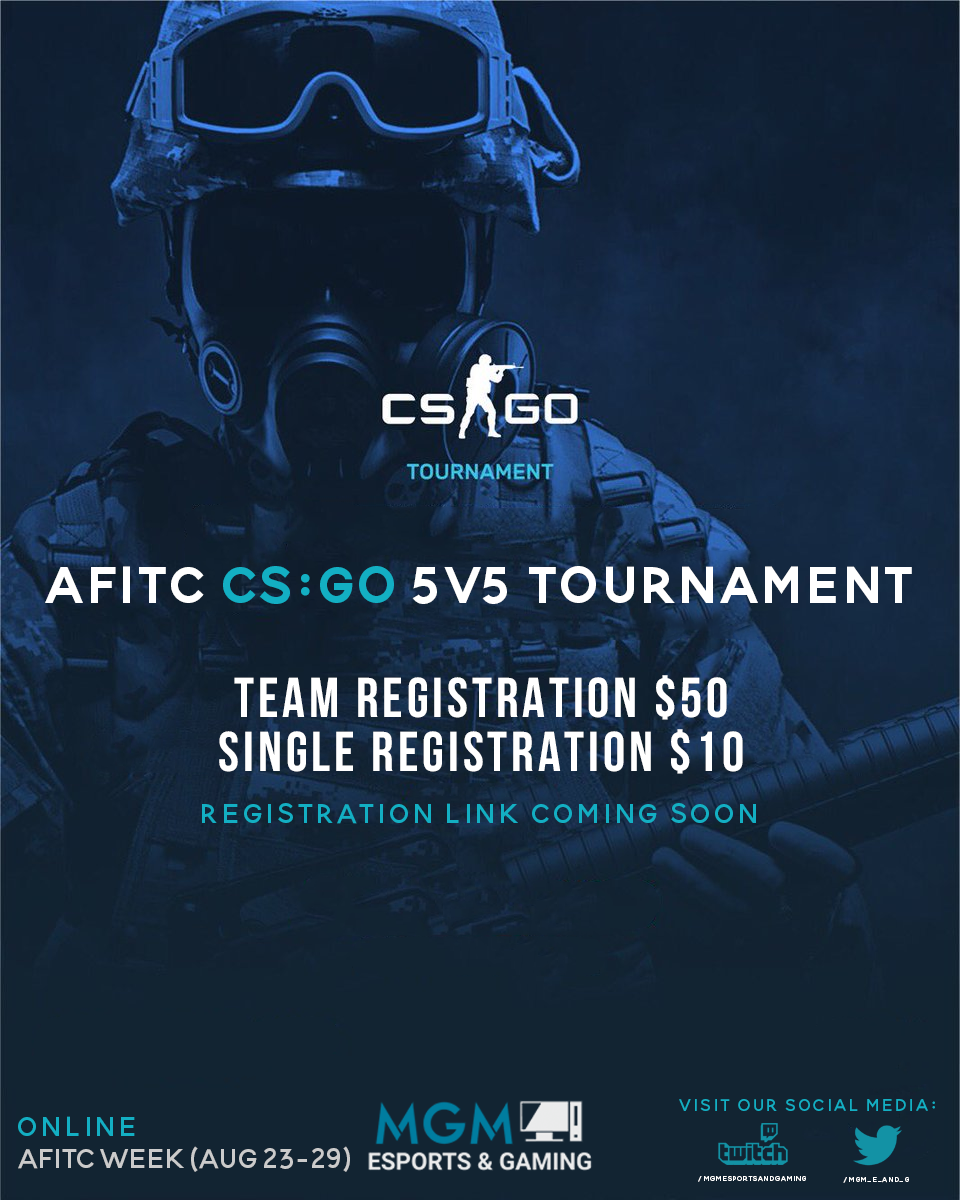 CS GO
TOURNAMENT
AFITC CS:GO 5V5 TOURNAMENT
TEAM REGISTRATION $50
SINGLE REGISTRATION $10
REGISTRATION LINK COMING SOON
ONLINE
AFITC WEEK (AUG 23-29)
MGM
ESPORTS & GAMING
VISIT OUR SOCIAL MEDIA:
twitch
/MGMESPORTSANDGAMING
/MGM_E_AND_G